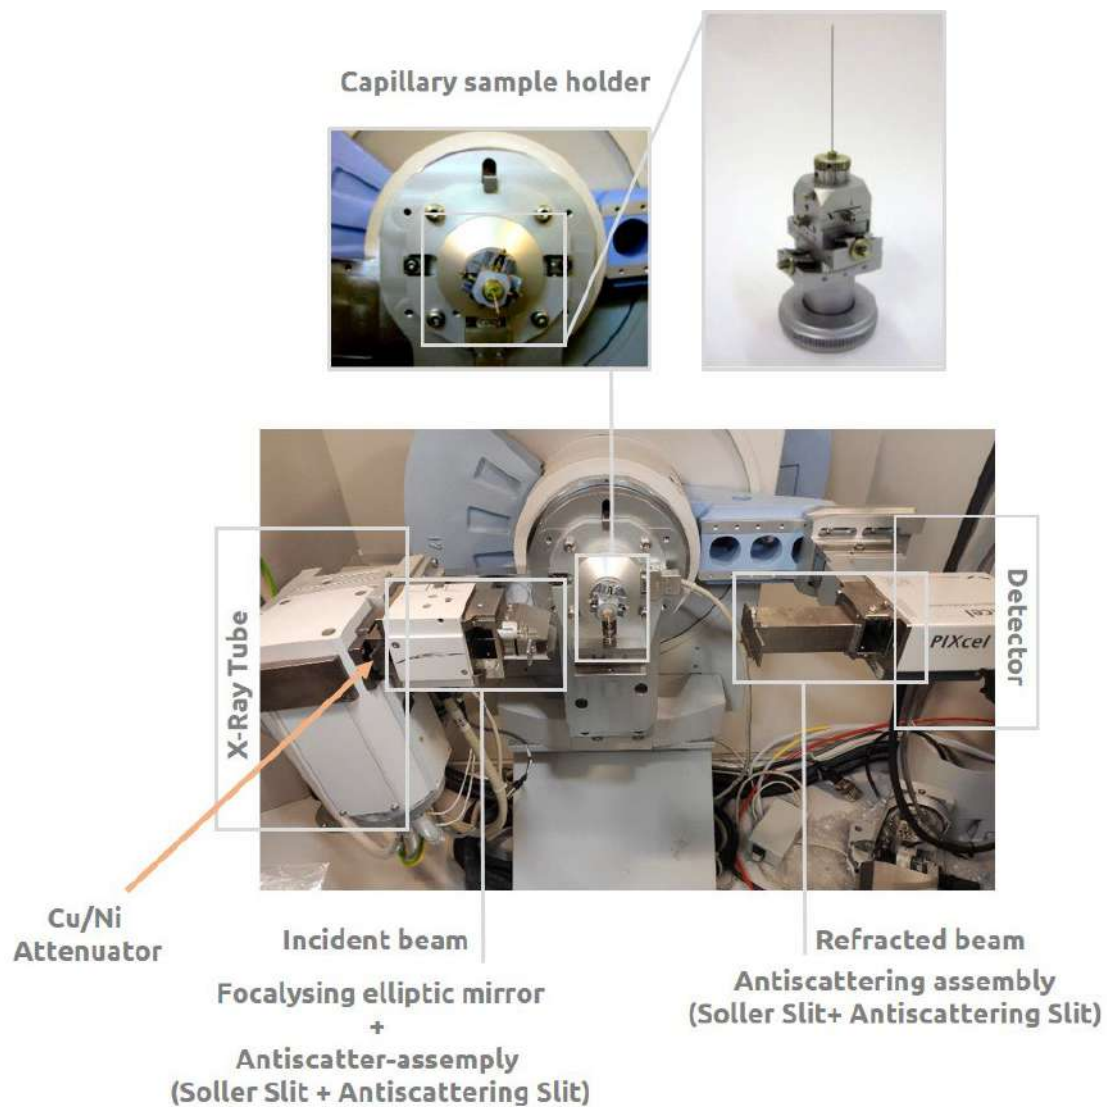 Capillary sample holder
X-Ray Tube
Detector
PIXcel
cel
Cu/Ni
Attenuator
Incident beam
Focalysing elliptic mirror
+
Antiscatter-assemply
(Soller Slit + Antiscattering Slit)
Refracted beam
Antiscattering assembly
(Soller Slit+ Antiscattering Slit)